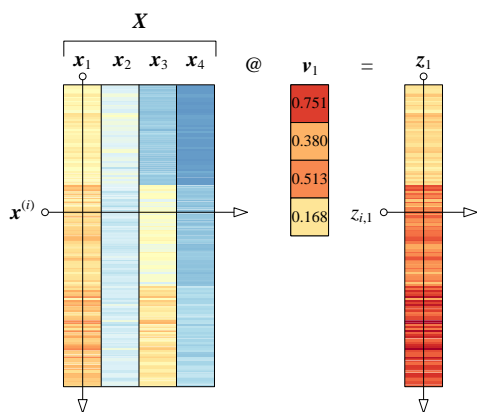 X
x₁ x₂ x₃ x₄ @ v₁ = z₁
0.751
0.380
0.513
0.168
x⁽ⁱ⁾ zᵢ,₁